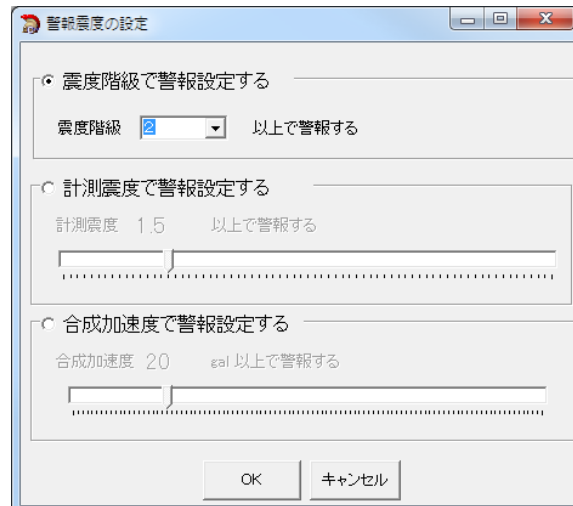 警報震度の設定
震度階級で警報設定する
震度階級 2 以上で警報する
計測震度で警報設定する
計測震度 1.5 以上で警報する
合成加速度で警報設定する
合成加速度 20 gal 以上で警報する
OK キャンセル